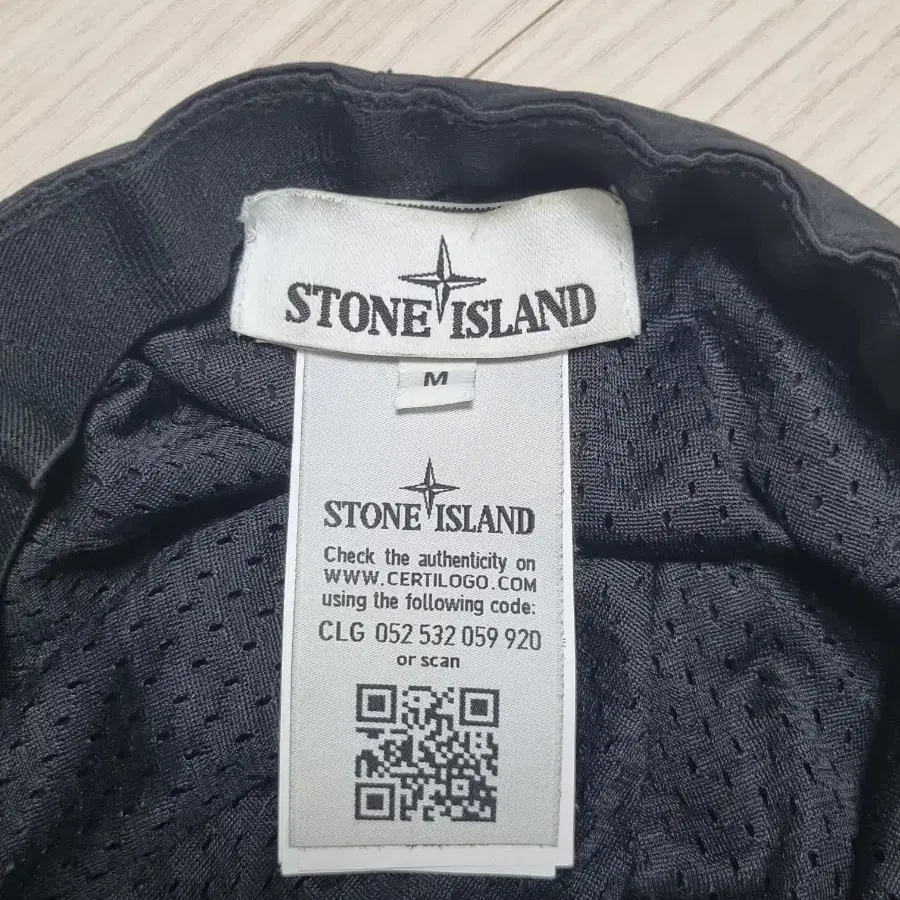 STONE ISLAND
M
STONE ISLAND
Check the authenticity on
WWW.CERTILOGO.COM
using the following code:
CLG 052 532 059 920
or scan